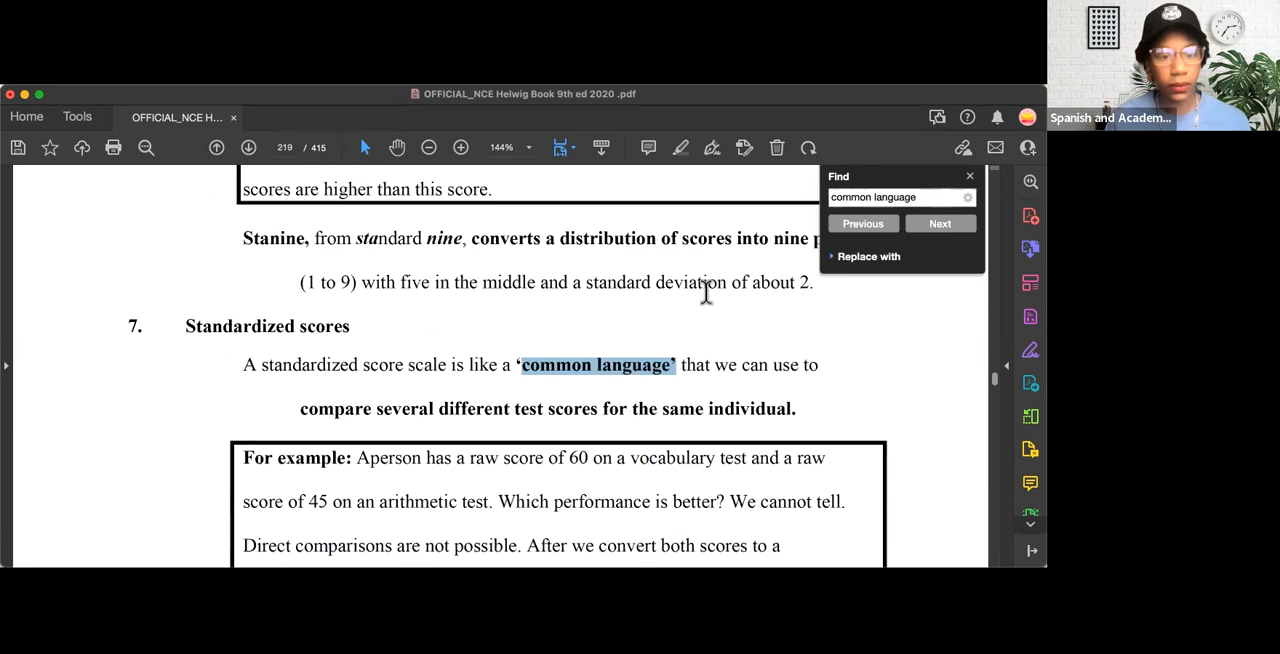 OFFICIAL_NCE Helwig Book 9th ed 2020 .pdf
Home Tools OFFICIAL_NCE H... ×
219 / 415 144%
Spanish and Academ...
Find
common language
Previous Next
Replace with
scores are higher than this score.
Stanine, from standard nine, converts a distribution of scores into nine p
(1 to 9) with five in the middle and a standard deviation of about 2.
7. Standardized scores
A standardized score scale is like a ‘common language’ that we can use to
compare several different test scores for the same individual.
For example: Aperson has a raw score of 60 on a vocabulary test and a raw
score of 45 on an arithmetic test. Which performance is better? We cannot tell.
Direct comparisons are not possible. After we convert both scores to a